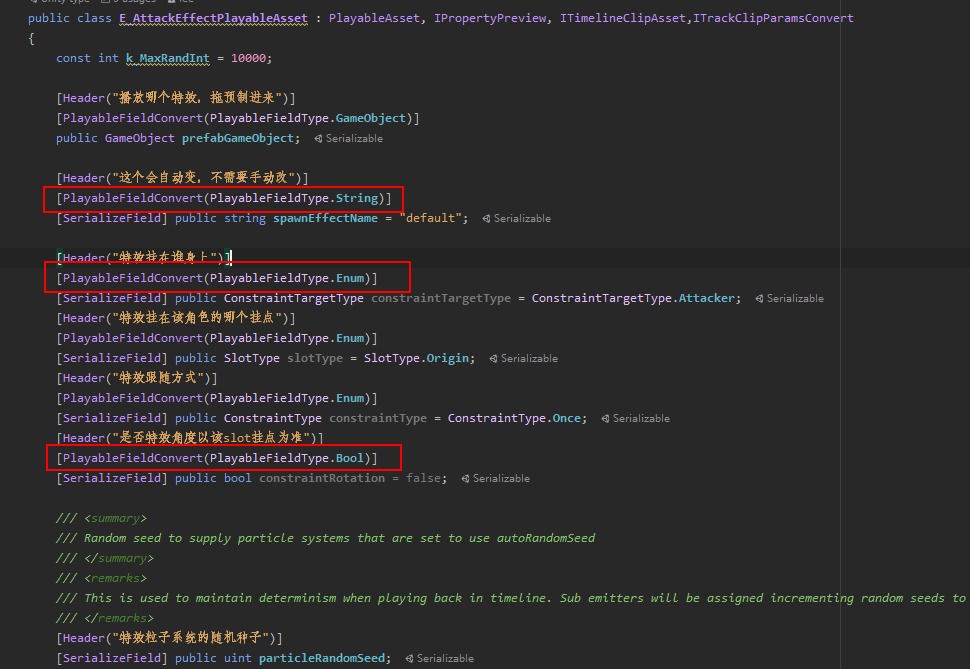 public class E_AttackEffectPlayableAsset : PlayableAsset, IPropertyPreview, ITimelineClipAsset,ITrackClipParamsConvert
{
const int k_MaxRandInt = 10000;
[Header("播放哪个特效，拖预制进来")]
[PlayableFieldConvert(PlayableFieldType.GameObject)]
public GameObject prefabGameObject; Serializable
[Header("这个会自动变，不需要手动改")]
[PlayableFieldConvert(PlayableFieldType.String)]
[SerializeField] public string spawnEffectName = "default"; Serializable
[Header("特效挂在谁身上")]
[PlayableFieldConvert(PlayableFieldType.Enum)]
[SerializeField] public ConstraintTargetType constraintTargetType = ConstraintTargetType.Attacker; Serializable
[Header("特效挂在该角色的哪个挂点")]
[PlayableFieldConvert(PlayableFieldType.Enum)]
[SerializeField] public SlotType slotType = SlotType.Origin; Serializable
[Header("特效跟随方式")]
[PlayableFieldConvert(PlayableFieldType.Enum)]
[SerializeField] public ConstraintType constraintType = ConstraintType.Once; Serializable
[Header("是否特效角度以该slot挂点为准")]
[PlayableFieldConvert(PlayableFieldType.Bool)]
[SerializeField] public bool constraintRotation = false; Serializable
/// <summary>
/// Random seed to supply particle systems that are set to use autoRandomSeed
/// </summary>
/// <remarks>
/// This is used to maintain determinism when playing back in timeline. Sub emitters will be assigned incrementing random seeds to
/// </remarks>
[Header("特效粒子系统的随机种子")]
[SerializeField] public uint particleRandomSeed; Serializable